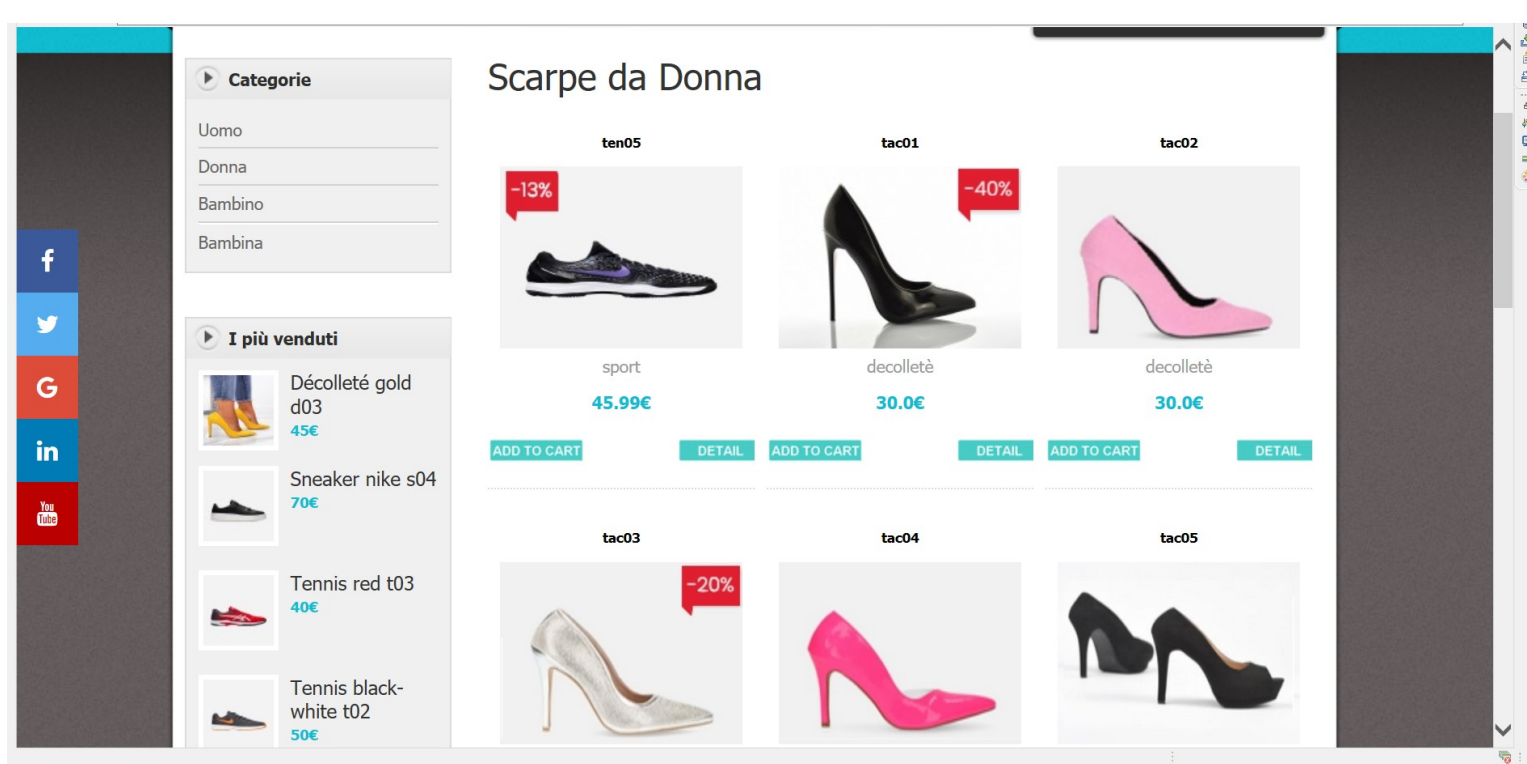 Categorie
Uomo
Donna
Bambino
Bambina
I più venduti
Décolleté gold
d03
45€
Sneaker nike s04
70€
Tennis red t03
40€
Tennis black-
white t02
50€
f
G
in
You
Tube
Scarpe da Donna
ten05 tac01 tac02
-13% -40%
sport decolletè decolletè
45.99€ 30.0€ 30.0€
ADD TO CART DETAIL ADD TO CART DETAIL ADD TO CART DETAIL
tac03 tac04 tac05
-20%